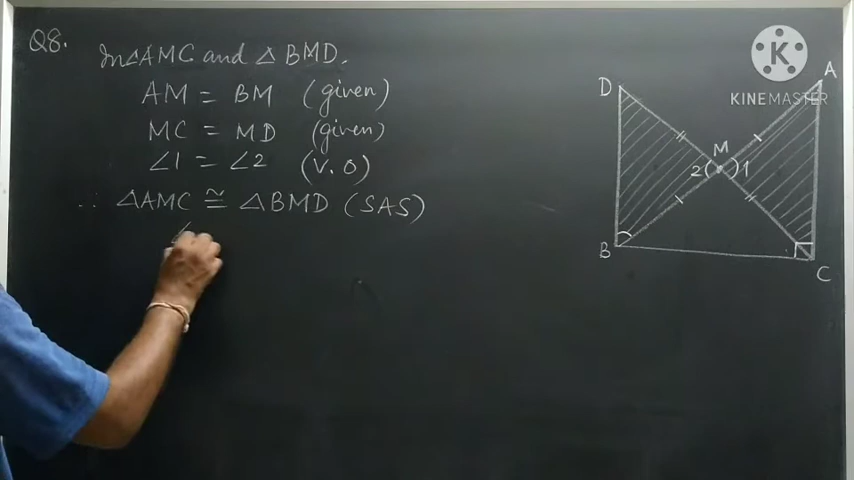 Q8.
In △AMC and △BMD.
AM = BM (given)
MC = MD (given)
∠1 = ∠2 (V.O)
∴ △AMC ≅ △BMD (SAS)
D
A
M
2 1
B
C
K
KINEMASTER